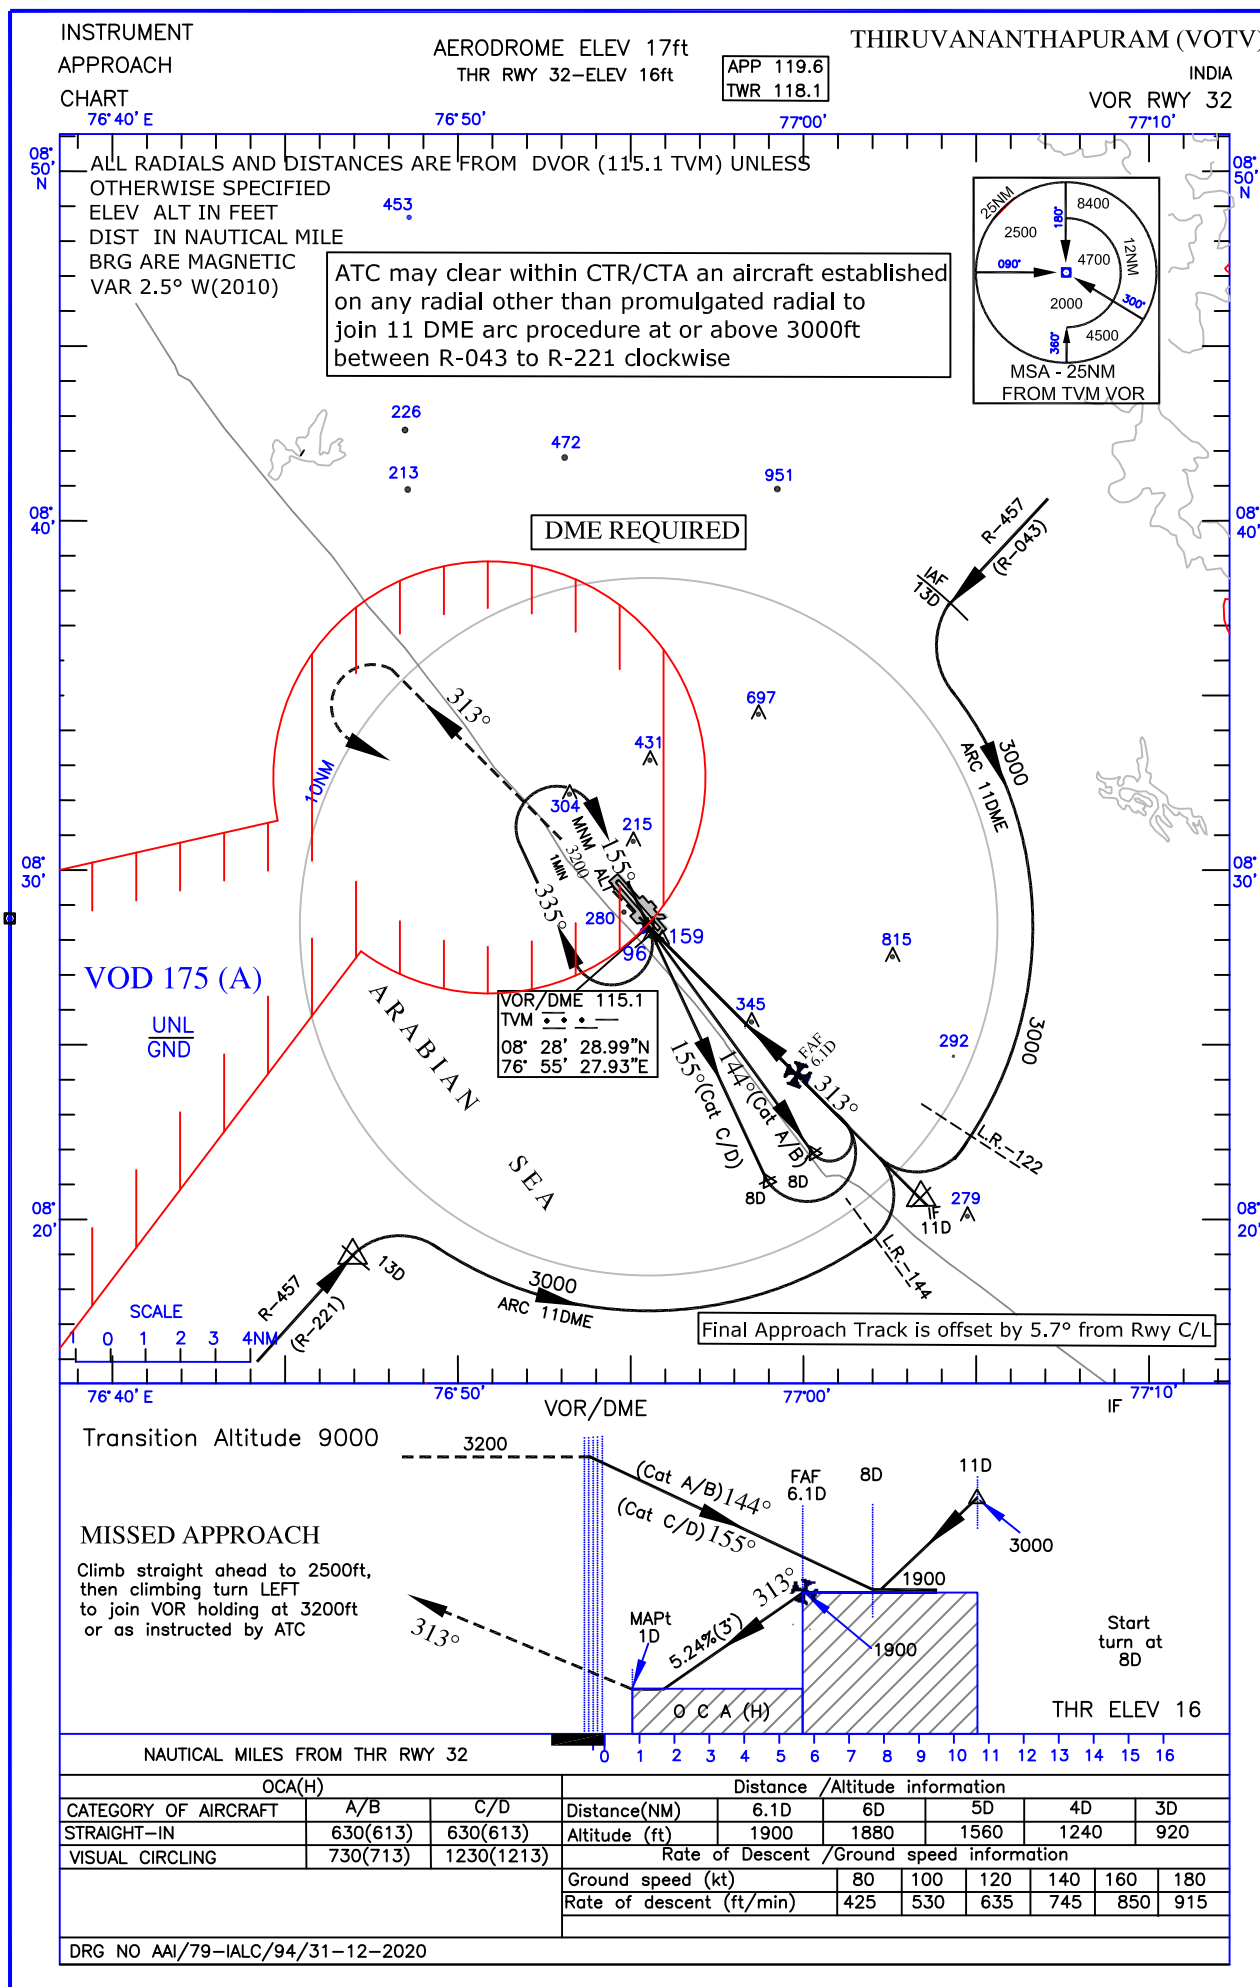 INSTRUMENT
APPROACH
CHART
AERODROME ELEV 17ft
THR RWY 32-ELEV 16ft
APP 119.6
TWR 118.1
THIRUVANANTHAPURAM (VOTV)
INDIA
VOR RWY 32
76° 40' E
76° 50'
77° 00'
77° 10'
08°
50'
N
08°
50'
N
ALL RADIALS AND DISTANCES ARE FROM DVOR (115.1 TVM) UNLESS
OTHERWISE SPECIFIED
ELEV ALT IN FEET
DIST IN NAUTICAL MILE
BRG ARE MAGNETIC
VAR 2.5° W(2010)
453
ATC may clear within CTR/CTA an aircraft established
on any radial other than promulgated radial to
join 11 DME arc procedure at or above 3000ft
between R-043 to R-221 clockwise
25NM
180°
8400
2500
4700
12NM
090°
2000
300°
360°
4500
MSA - 25NM
FROM TVM VOR
226
213
472
951
08°
40'
08°
40'
DME REQUIRED
R-457
(R-043)
IAF
13D
313°
697
431
10NM
304
215
3000
ARC 11DME
MNM
3200
ALT
1MIN
155°
335°
08°
30'
08°
30'
280
96
159
815
VOD 175 (A)
UNL
GND
ARABIAN
SEA
VOR/DME 115.1
TVM
08° 28' 28.99"N
76° 55' 27.93"E
345
FAF
6.1D
313°
292
3000
155°(Cat C/D)
144°(Cat A/B)
8D
8D
L.R.-122
IF
11D
279
L.R.-144
08°
20'
08°
20'
13D
R-457
(R-221)
3000
ARC 11DME
SCALE
1 0 1 2 3 4NM
Final Approach Track is offset by 5.7° from Rwy C/L
76° 40' E
76° 50'
77° 00'
77° 10'
VOR/DME
IF
Transition Altitude 9000
3200
(Cat A/B)144°
(Cat C/D)155°
FAF
6.1D
8D
11D
3000
1900
MISSED APPROACH
Climb straight ahead to 2500ft,
then climbing turn LEFT
to join VOR holding at 3200ft
or as instructed by ATC
313°
MAPt
1D
5.24%(3°)
313°
1900
Start
turn at
8D
O C A (H)
THR ELEV 16
NAUTICAL MILES FROM THR RWY 32
0 1 2 3 4 5 6 7 8 9 10 11 12 13 14 15 16
OCA(H)
CATEGORY OF AIRCRAFT A/B C/D
STRAIGHT-IN 630(613) 630(613)
VISUAL CIRCLING 730(713) 1230(1213)
Distance /Altitude information
Distance(NM) 6.1D 6D 5D 4D 3D
Altitude (ft) 1900 1880 1560 1240 920
Rate of Descent /Ground speed information
Ground speed (kt) 80 100 120 140 160 180
Rate of descent (ft/min) 425 530 635 745 850 915
DRG NO AAI/79-IALC/94/31-12-2020